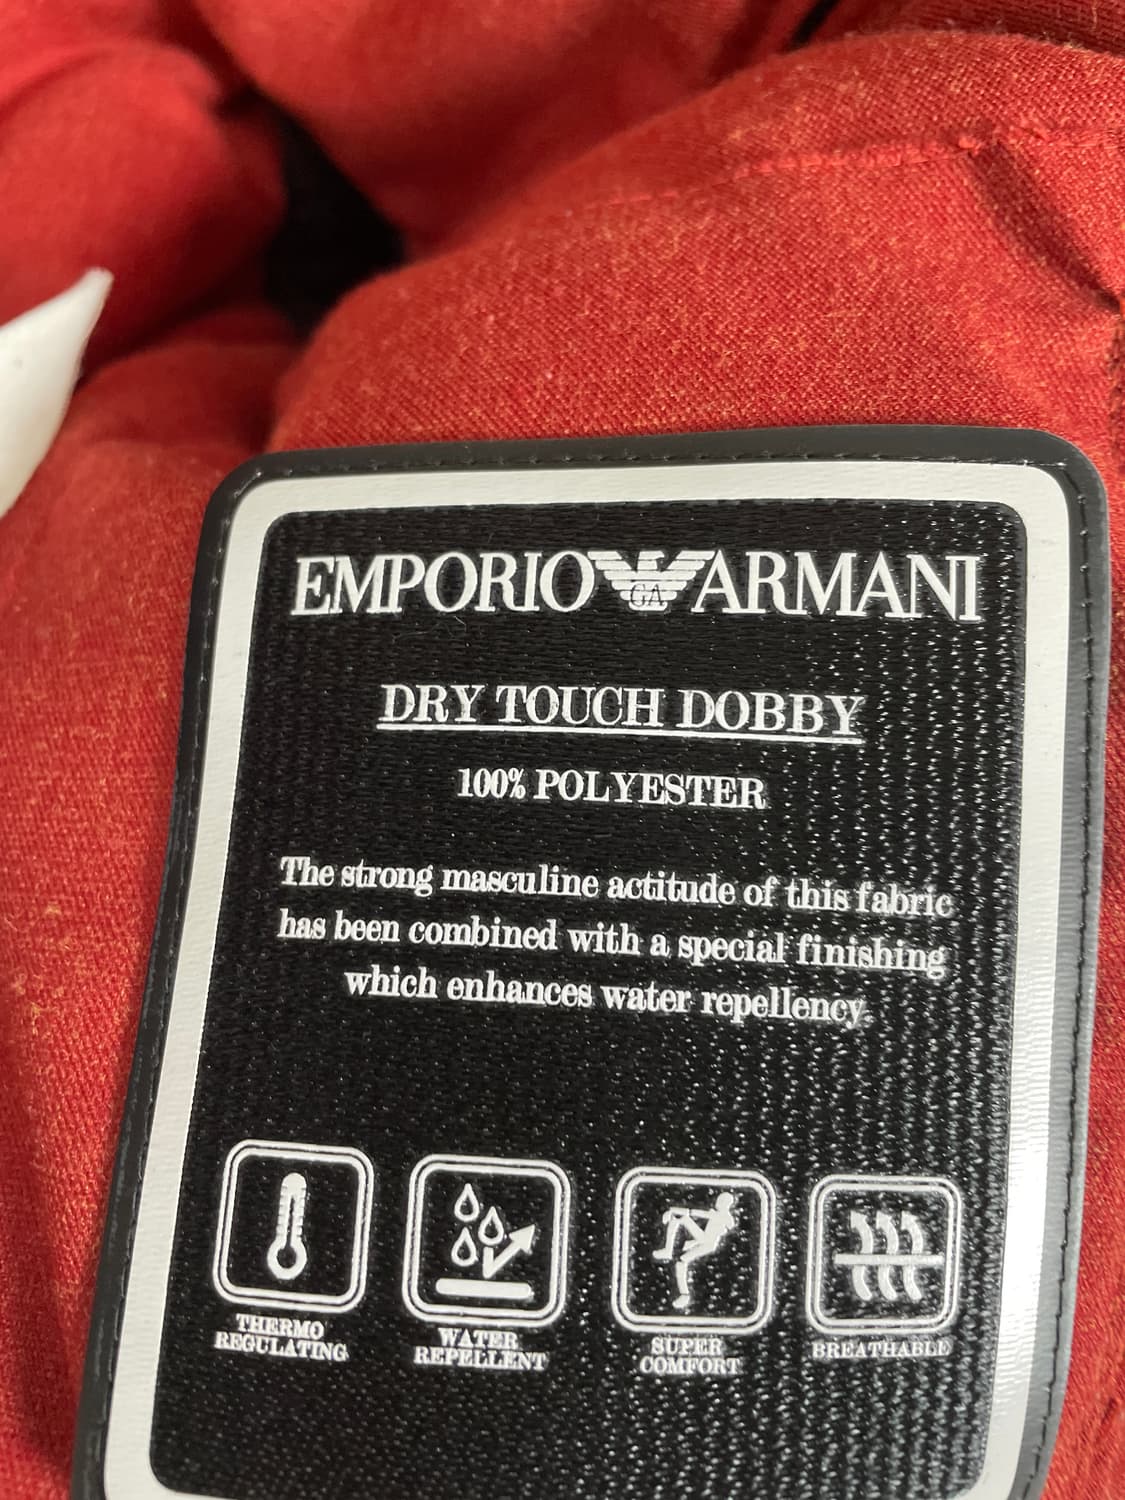 EMPORIO GA ARMANI
DRY TOUCH DOBBY
100% POLYESTER
The strong masculine actitude of this fabric
has been combined with a special finishing
which enhances water repellency.
THERMO
REGULATING
WATER
REPELLENT
SUPER
COMFORT
BREATHABLE